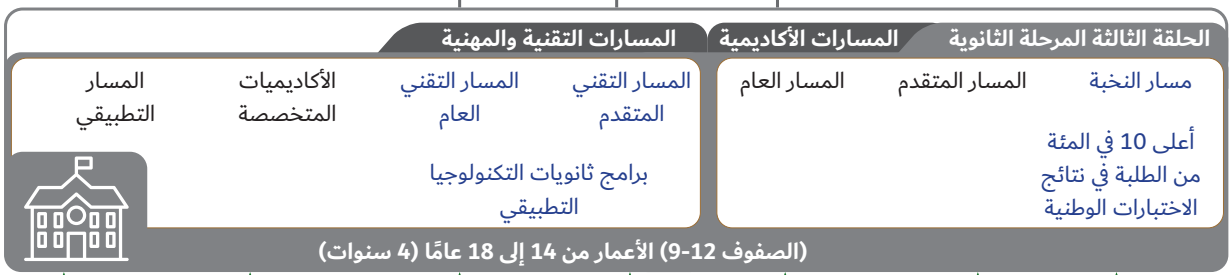 الحلقة الثالثة المرحلة الثانوية
المسارات الأكاديمية
المسارات التقنية والمهنية
مسار النخبة
المسار المتقدم
المسار العام
أعلى 10 في المئة
من الطلبة في نتائج
الاختبارات الوطنية
المسار التقني
المتقدم
المسار التقني
العام
الأكاديميات
المتخصصة
المسار
التطبيقي
برامج ثانويات التكنولوجيا
التطبيقي
(الصفوف 12-9) الأعمار من 14 إلى 18 عامًا (4 سنوات)